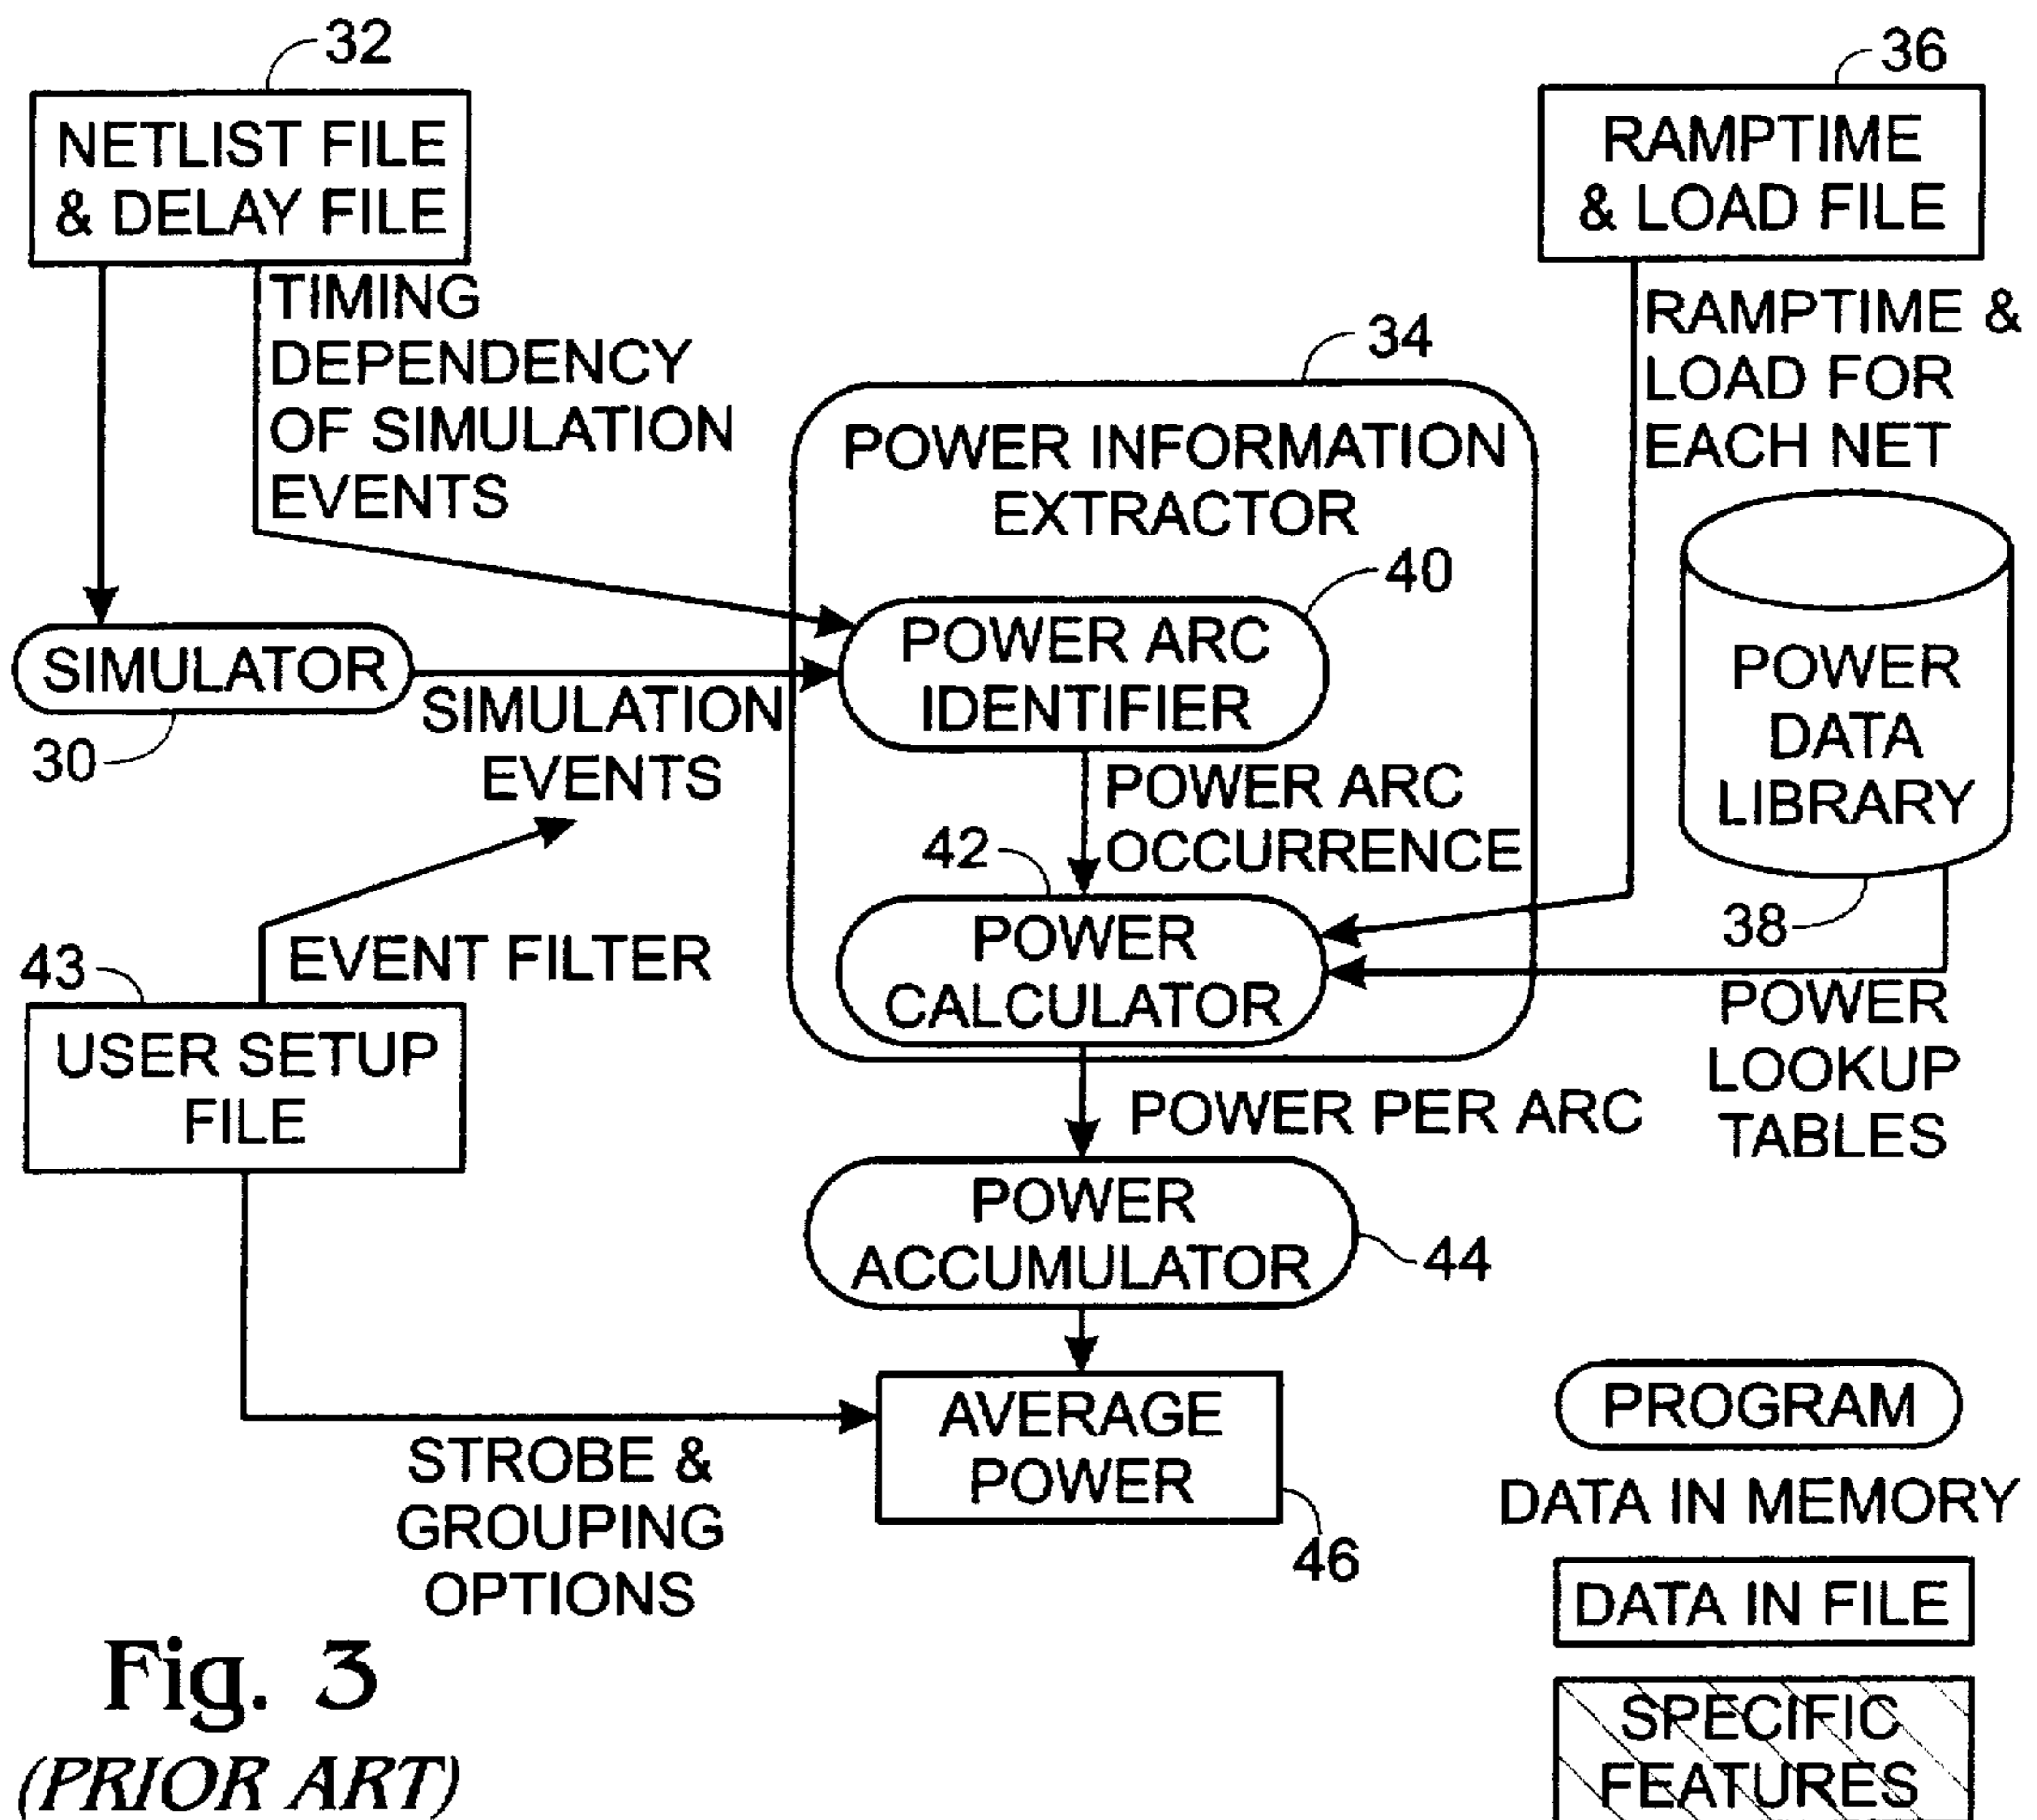 32
NETLIST FILE
& DELAY FILE
36
RAMPTIME
& LOAD FILE
TIMING
DEPENDENCY
OF SIMULATION
EVENTS
34
POWER INFORMATION
EXTRACTOR
RAMPTIME &
LOAD FOR
EACH NET
40
POWER ARC
IDENTIFIER
SIMULATOR
30
SIMULATION
EVENTS
POWER
DATA
LIBRARY
38
POWER ARC
OCCURRENCE
42
POWER
CALCULATOR
EVENT FILTER
43
USER SETUP
FILE
POWER
LOOKUP
TABLES
POWER PER ARC
POWER
ACCUMULATOR
44
AVERAGE
POWER
46
STROBE &
GROUPING
OPTIONS
PROGRAM
DATA IN MEMORY
DATA IN FILE
SPECIFIC
FEATURES
Fig. 3
(PRIOR ART)